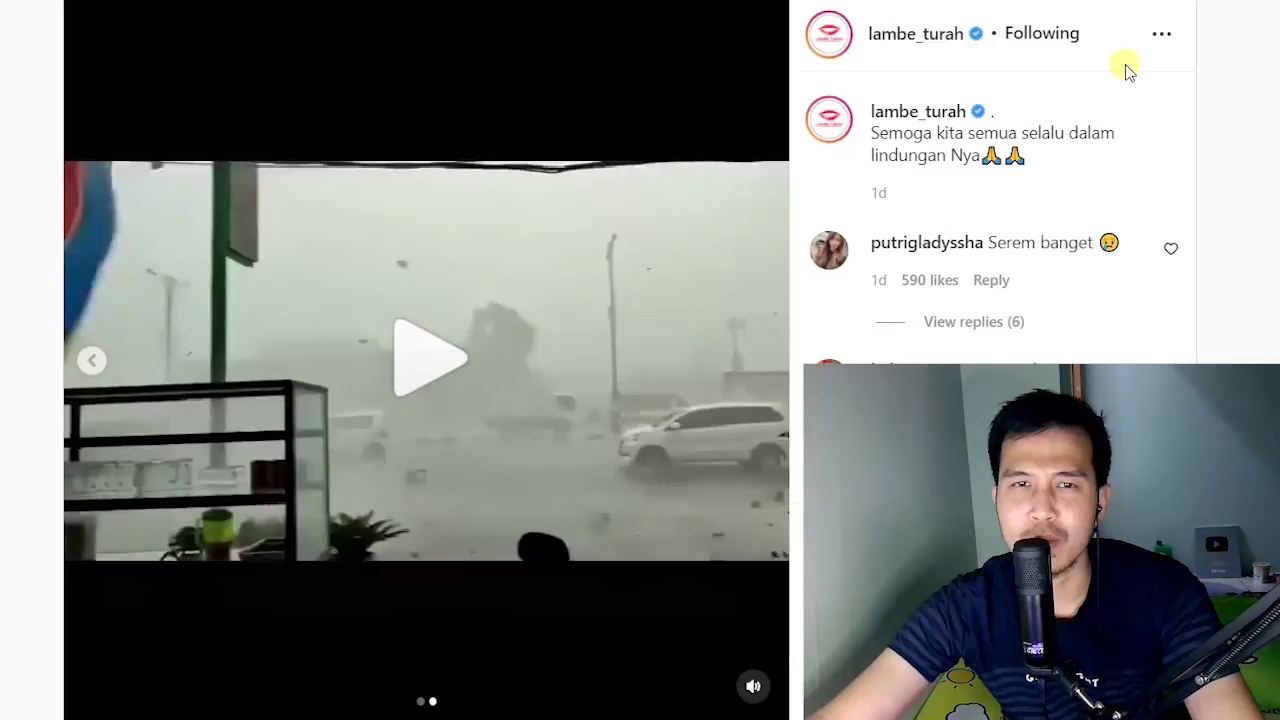 lambe_turah • Following
lambe_turah .
Semoga kita semua selalu dalam
lindungan Nya🙏🙏
1d
putrigladyssha Serem banget 😢
1d 590 likes Reply
View replies (6)